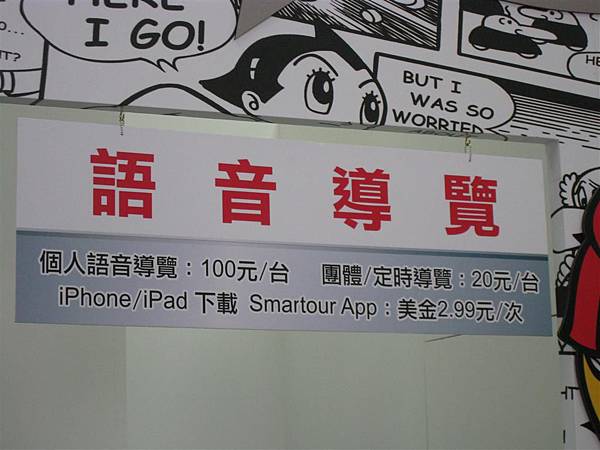 HERE
I GO!
BUT I
WAS SO
WORRIED
語音導覽
個人語音導覽：100元/台 團體/定時導覽：20元/台
iPhone/iPad 下載 Smartour App：美金2.99元/次